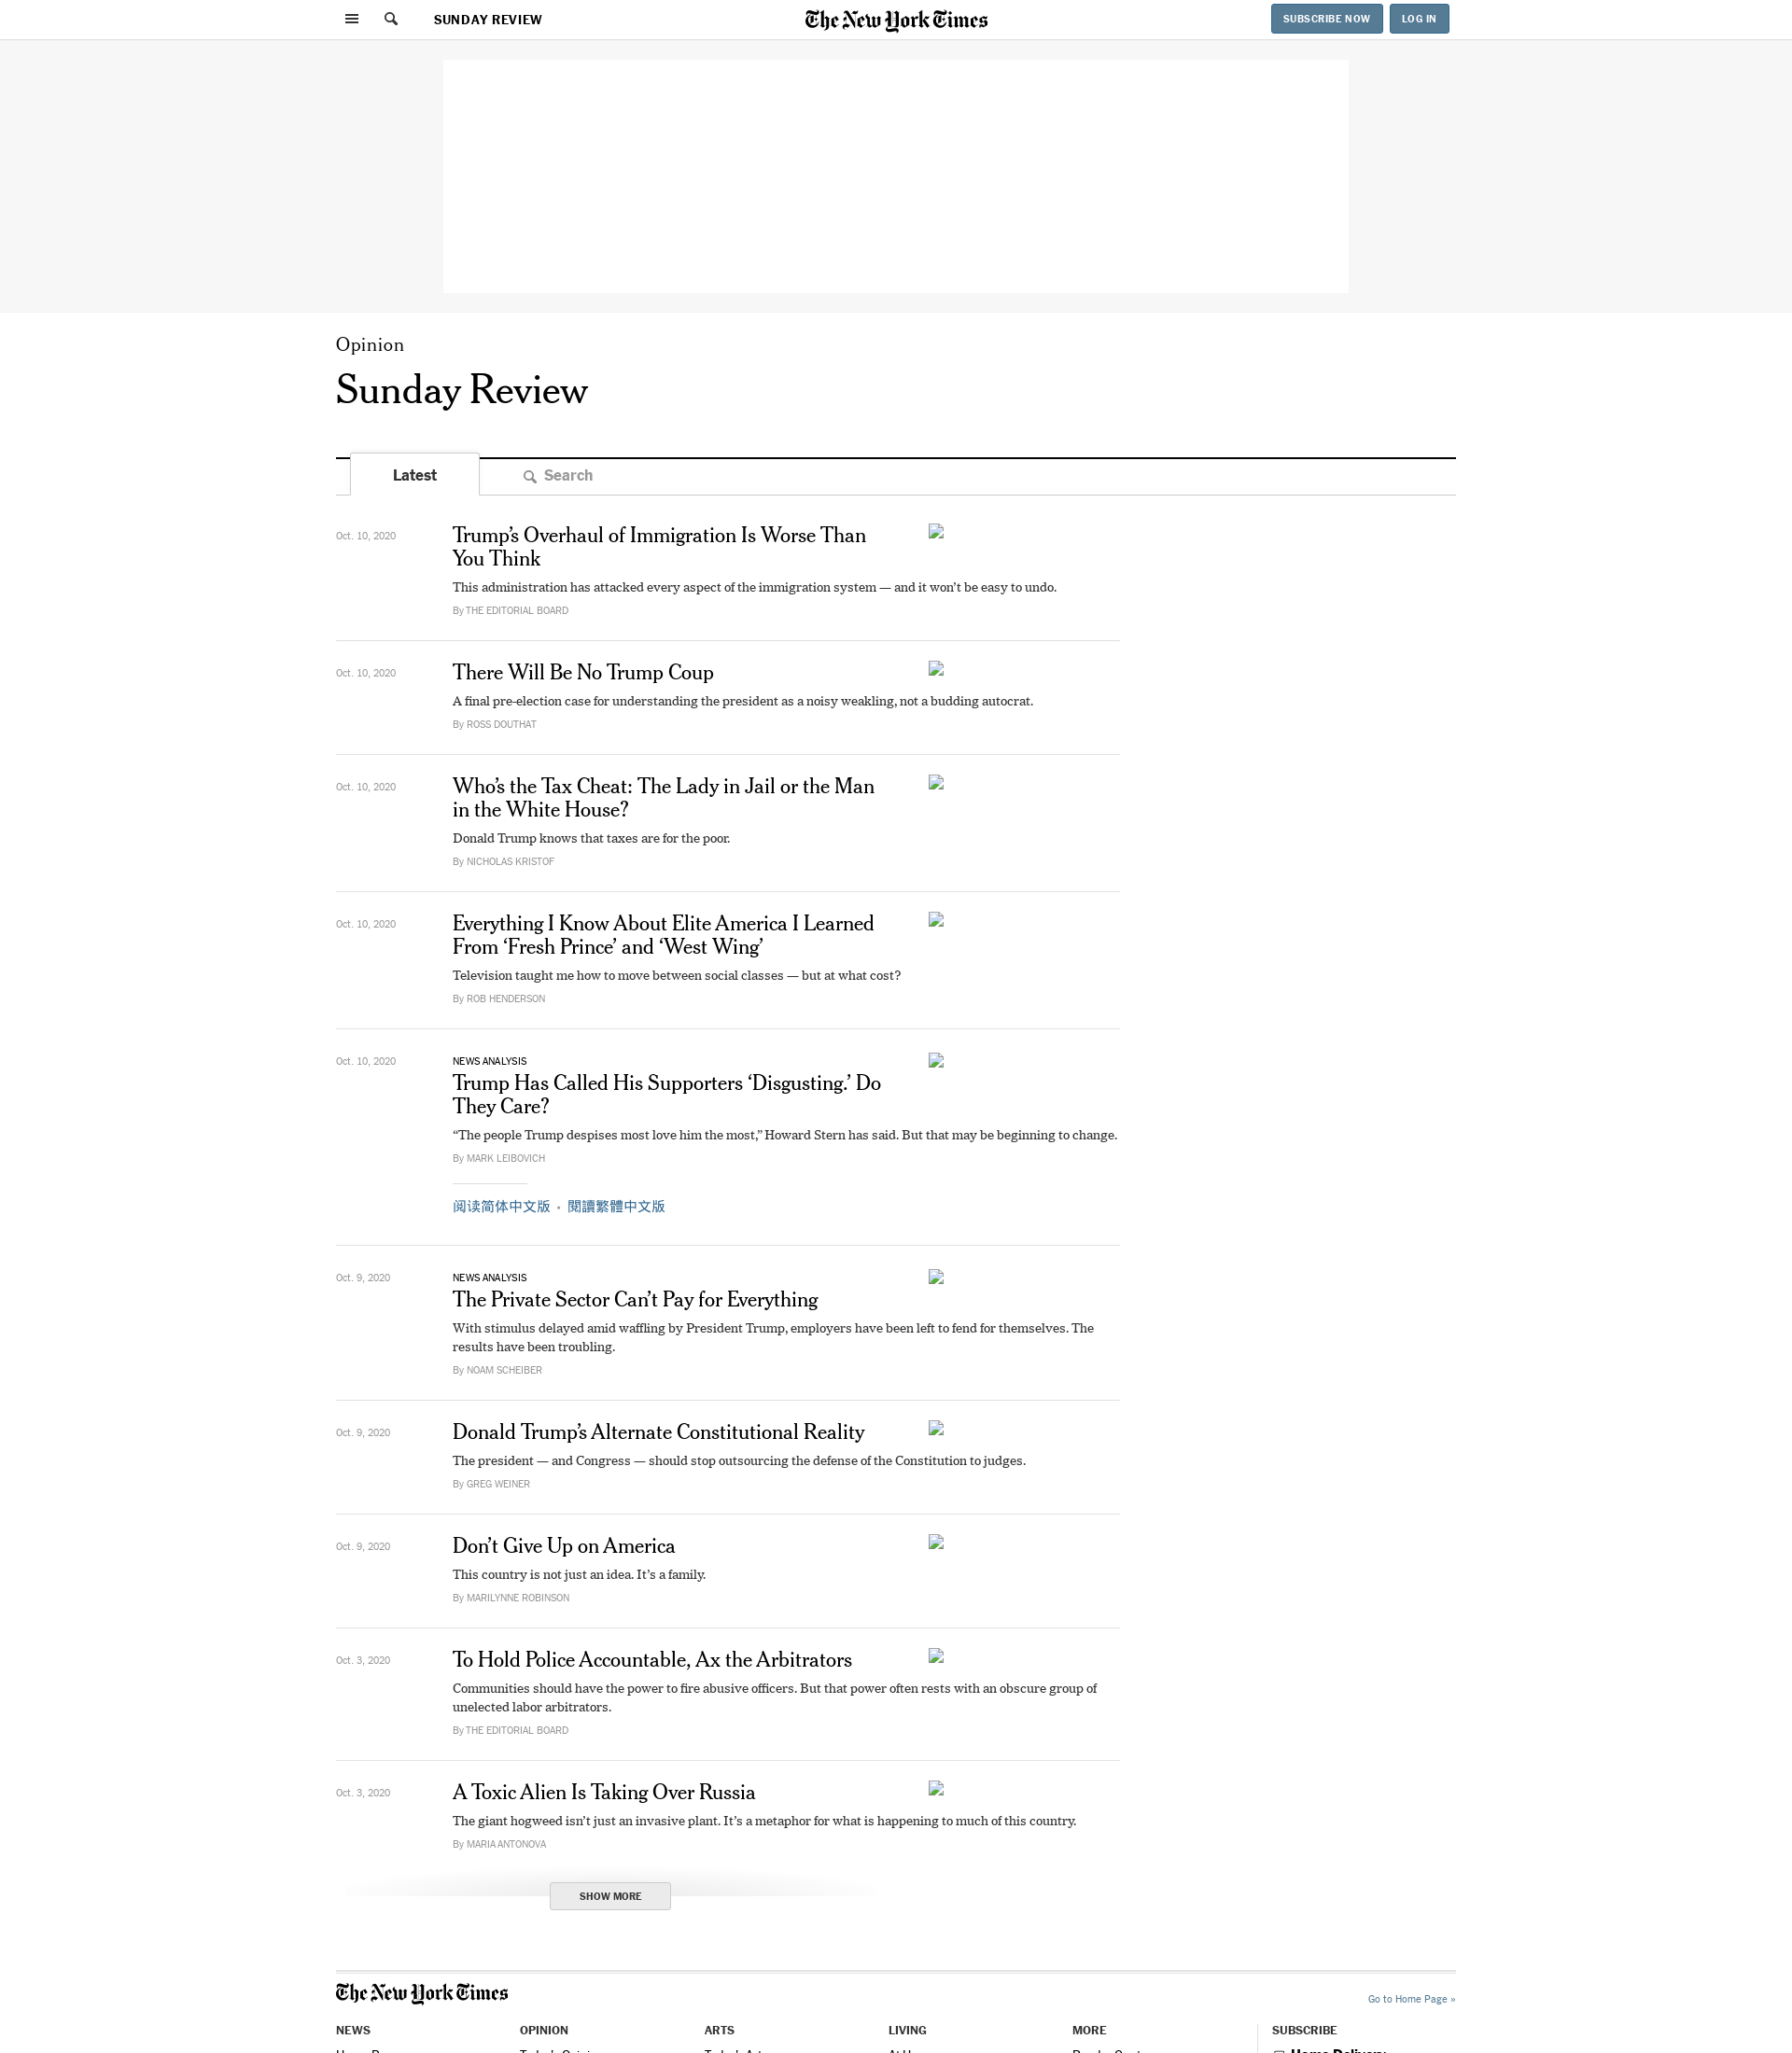 SUNDAY REVIEW
The New York Times
SUBSCRIBE NOW
LOG IN
Opinion
Sunday Review
Latest
Search
Oct. 10, 2020
Trump’s Overhaul of Immigration Is Worse Than
You Think
This administration has attacked every aspect of the immigration system — and it won’t be easy to undo.
By THE EDITORIAL BOARD
Oct. 10, 2020
There Will Be No Trump Coup
A final pre-election case for understanding the president as a noisy weakling, not a budding autocrat.
By ROSS DOUTHAT
Oct. 10, 2020
Who’s the Tax Cheat: The Lady in Jail or the Man
in the White House?
Donald Trump knows that taxes are for the poor.
By NICHOLAS KRISTOF
Oct. 10, 2020
Everything I Know About Elite America I Learned
From ‘Fresh Prince’ and ‘West Wing’
Television taught me how to move between social classes — but at what cost?
By ROB HENDERSON
Oct. 10, 2020
NEWS ANALYSIS
Trump Has Called His Supporters ‘Disgusting.’ Do
They Care?
“The people Trump despises most love him the most,” Howard Stern has said. But that may be beginning to change.
By MARK LEIBOVICH
阅读简体中文版 • 閱讀繁體中文版
Oct. 9, 2020
NEWS ANALYSIS
The Private Sector Can’t Pay for Everything
With stimulus delayed amid waffling by President Trump, employers have been left to fend for themselves. The
results have been troubling.
By NOAM SCHEIBER
Oct. 9, 2020
Donald Trump’s Alternate Constitutional Reality
The president — and Congress — should stop outsourcing the defense of the Constitution to judges.
By GREG WEINER
Oct. 9, 2020
Don’t Give Up on America
This country is not just an idea. It’s a family.
By MARILYNNE ROBINSON
Oct. 3, 2020
To Hold Police Accountable, Ax the Arbitrators
Communities should have the power to fire abusive officers. But that power often rests with an obscure group of
unelected labor arbitrators.
By THE EDITORIAL BOARD
Oct. 3, 2020
A Toxic Alien Is Taking Over Russia
The giant hogweed isn’t just an invasive plant. It’s a metaphor for what is happening to much of this country.
By MARIA ANTONOVA
SHOW MORE
The New York Times
Go to Home Page »
NEWS
OPINION
ARTS
LIVING
MORE
SUBSCRIBE